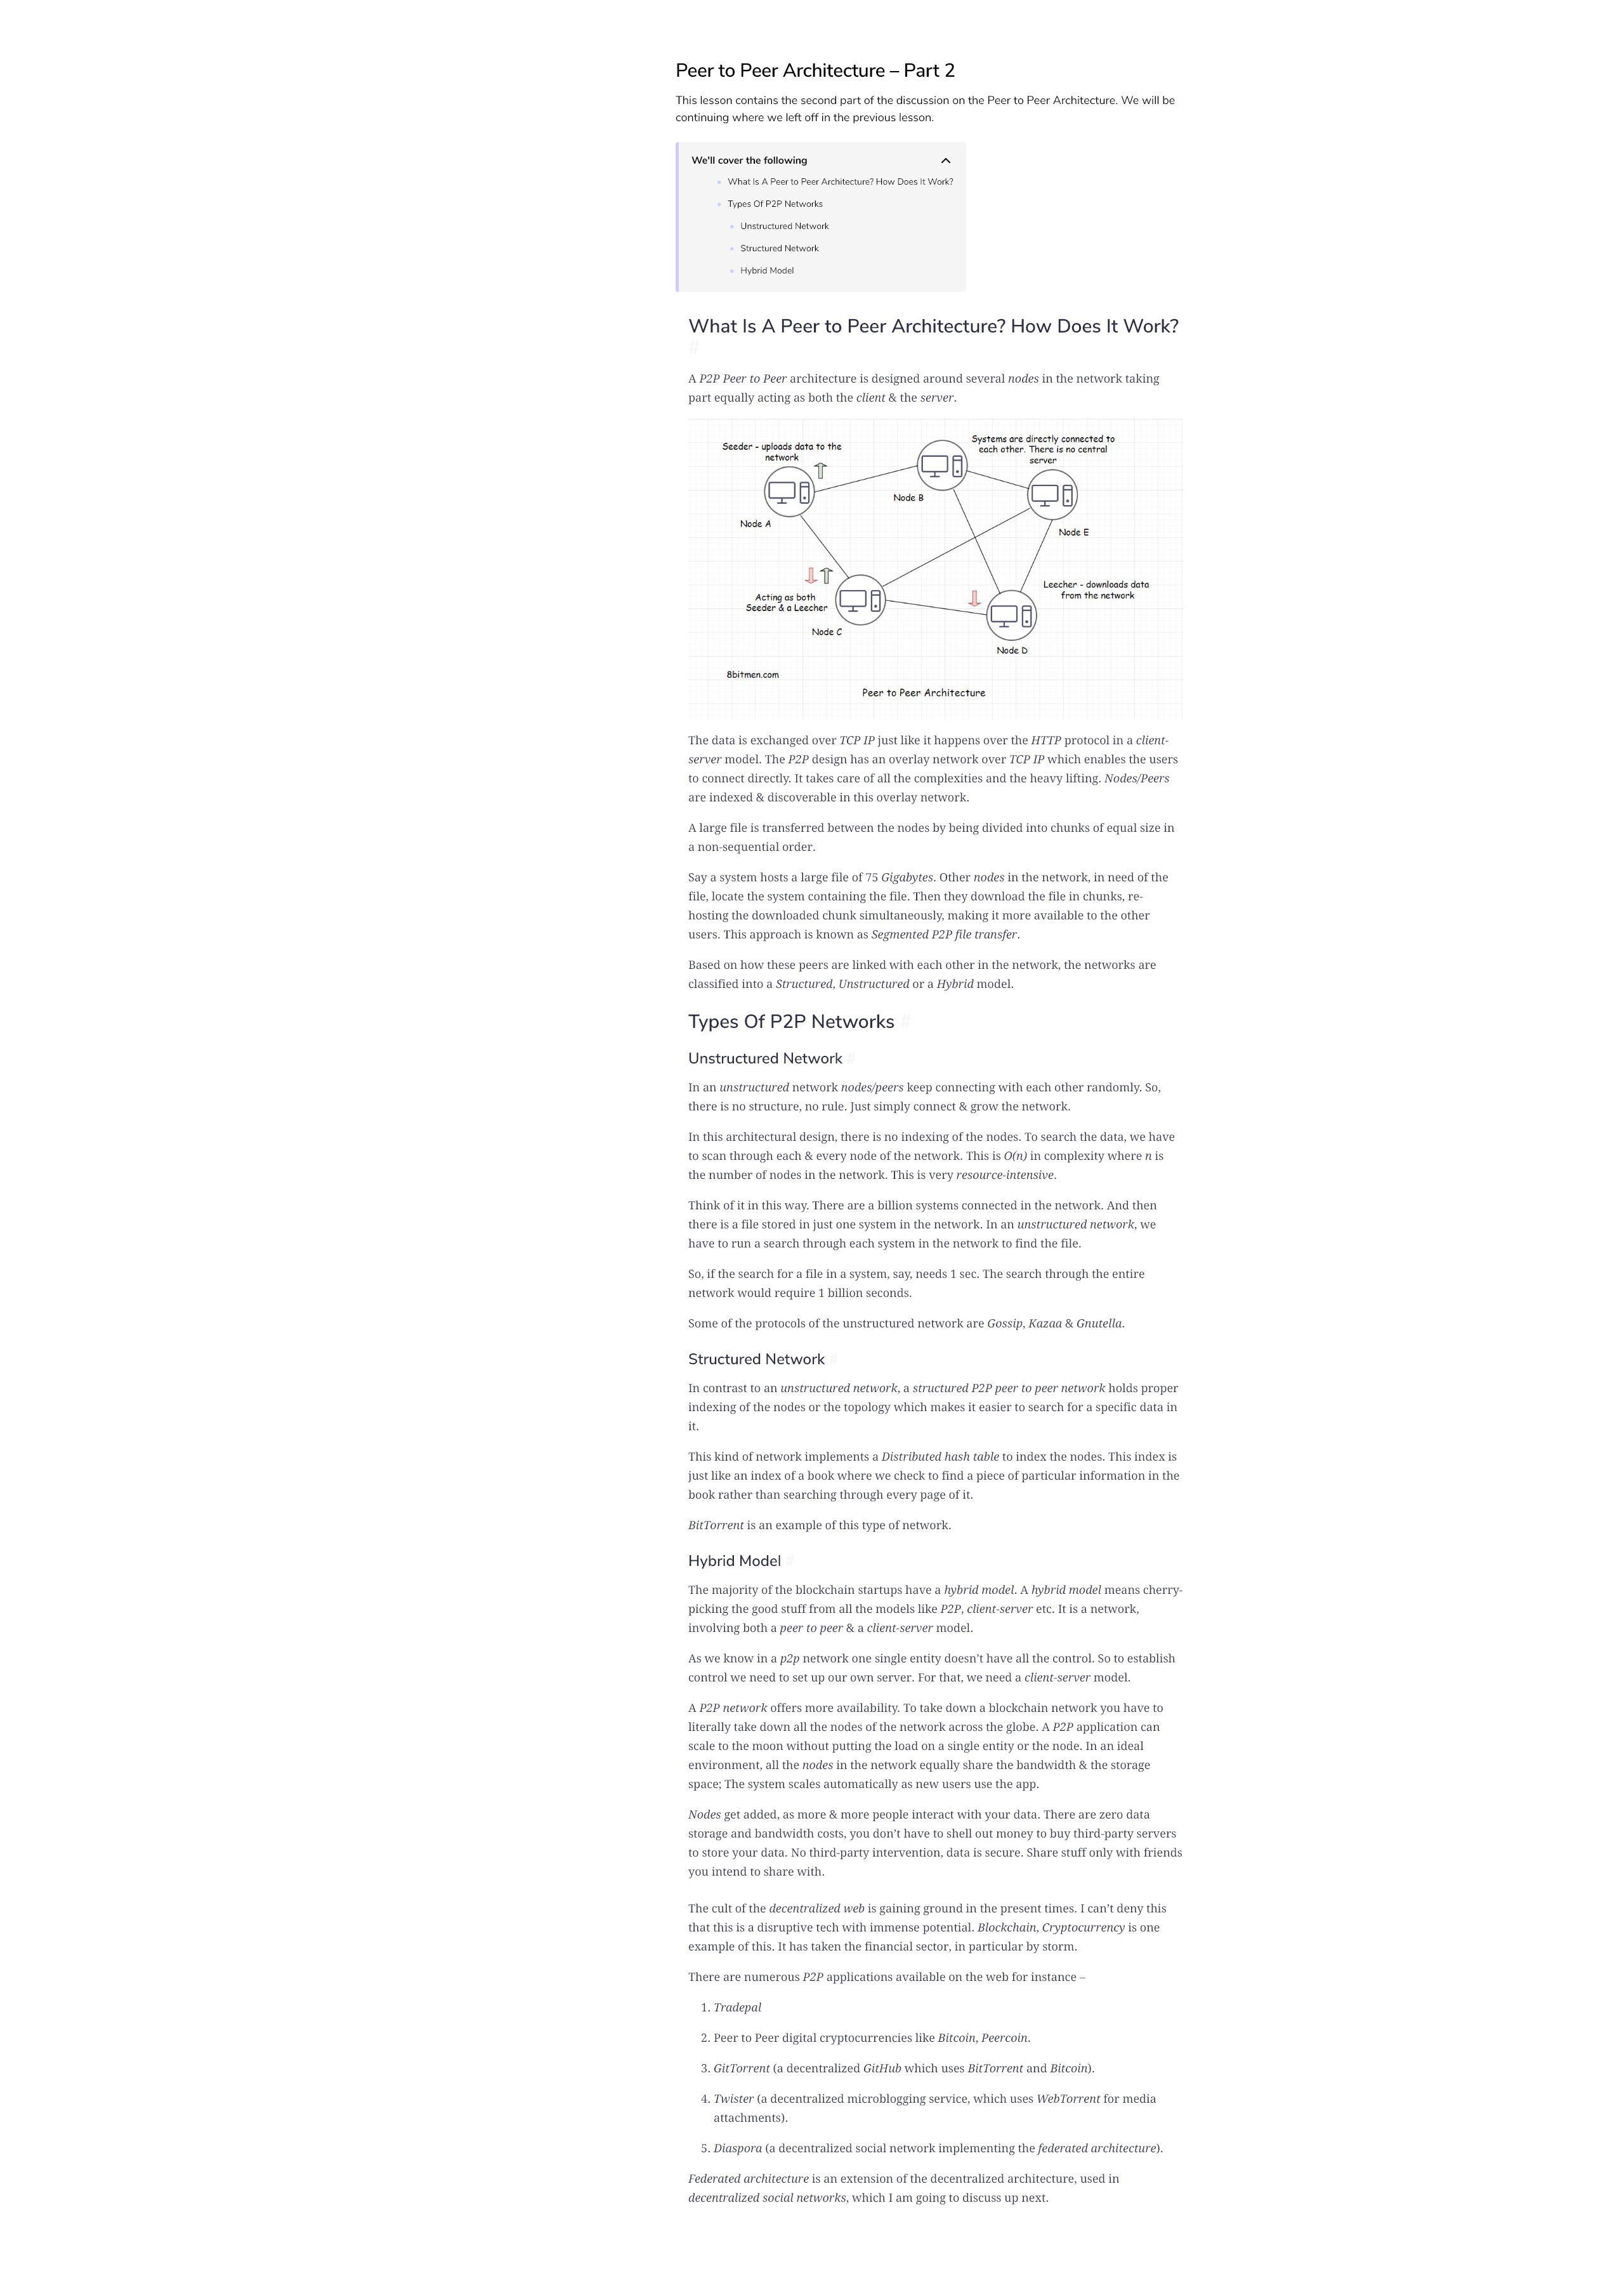 Peer to Peer Architecture – Part 2
This lesson contains the second part of the discussion on the Peer to Peer Architecture. We will be
continuing where we left off in the previous lesson.
We'll cover the following
What Is A Peer to Peer Architecture? How Does It Work?
Types Of P2P Networks
Unstructured Network
Structured Network
Hybrid Model
What Is A Peer to Peer Architecture? How Does It Work?
#
A P2P Peer to Peer architecture is designed around several nodes in the network taking
part equally acting as both the client & the server.
Seeder - uploads data to the
network
Systems are directly connected to
each other. There is no central
server
Node B
Node A
Node E
Acting as both
Seeder & a Leecher
Leecher - downloads data
from the network
Node C
Node D
8bitmen.com
Peer to Peer Architecture
The data is exchanged over TCP IP just like it happens over the HTTP protocol in a client-
server model. The P2P design has an overlay network over TCP IP which enables the users
to connect directly. It takes care of all the complexities and the heavy lifting. Nodes/Peers
are indexed & discoverable in this overlay network.
A large file is transferred between the nodes by being divided into chunks of equal size in
a non-sequential order.
Say a system hosts a large file of 75 Gigabytes. Other nodes in the network, in need of the
file, locate the system containing the file. Then they download the file in chunks, re-
hosting the downloaded chunk simultaneously, making it more available to the other
users. This approach is known as Segmented P2P file transfer.
Based on how these peers are linked with each other in the network, the networks are
classified into a Structured, Unstructured or a Hybrid model.
Types Of P2P Networks #
Unstructured Network #
In an unstructured network nodes/peers keep connecting with each other randomly. So,
there is no structure, no rule. Just simply connect & grow the network.
In this architectural design, there is no indexing of the nodes. To search the data, we have
to scan through each & every node of the network. This is O(n) in complexity where n is
the number of nodes in the network. This is very resource-intensive.
Think of it in this way. There are a billion systems connected in the network. And then
there is a file stored in just one system in the network. In an unstructured network, we
have to run a search through each system in the network to find the file.
So, if the search for a file in a system, say, needs 1 sec. The search through the entire
network would require 1 billion seconds.
Some of the protocols of the unstructured network are Gossip, Kazaa & Gnutella.
Structured Network #
In contrast to an unstructured network, a structured P2P peer to peer network holds proper
indexing of the nodes or the topology which makes it easier to search for a specific data in
it.
This kind of network implements a Distributed hash table to index the nodes. This index is
just like an index of a book where we check to find a piece of particular information in the
book rather than searching through every page of it.
BitTorrent is an example of this type of network.
Hybrid Model #
The majority of the blockchain startups have a hybrid model. A hybrid model means cherry-
picking the good stuff from all the models like P2P, client-server etc. It is a network,
involving both a peer to peer & a client-server model.
As we know in a p2p network one single entity doesn't have all the control. So to establish
control we need to set up our own server. For that, we need a client-server model.
A P2P network offers more availability. To take down a blockchain network you have to
literally take down all the nodes of the network across the globe. A P2P application can
scale to the moon without putting the load on a single entity or the node. In an ideal
environment, all the nodes in the network equally share the bandwidth & the storage
space; The system scales automatically as new users use the app.
Nodes get added, as more & more people interact with your data. There are zero data
storage and bandwidth costs, you don't have to shell out money to buy third-party servers
to store your data. No third-party intervention, data is secure. Share stuff only with friends
you intend to share with.
The cult of the decentralized web is gaining ground in the present times. I can't deny this
that this is a disruptive tech with immense potential. Blockchain, Cryptocurrency is one
example of this. It has taken the financial sector, in particular by storm.
There are numerous P2P applications available on the web for instance –
1. Tradepal
2. Peer to Peer digital cryptocurrencies like Bitcoin, Peercoin.
3. GitTorrent (a decentralized GitHub which uses BitTorrent and Bitcoin).
4. Twister (a decentralized microblogging service, which uses WebTorrent for media
attachments).
5. Diaspora (a decentralized social network implementing the federated architecture).
Federated architecture is an extension of the decentralized architecture, used in
decentralized social networks, which I am going to discuss up next.